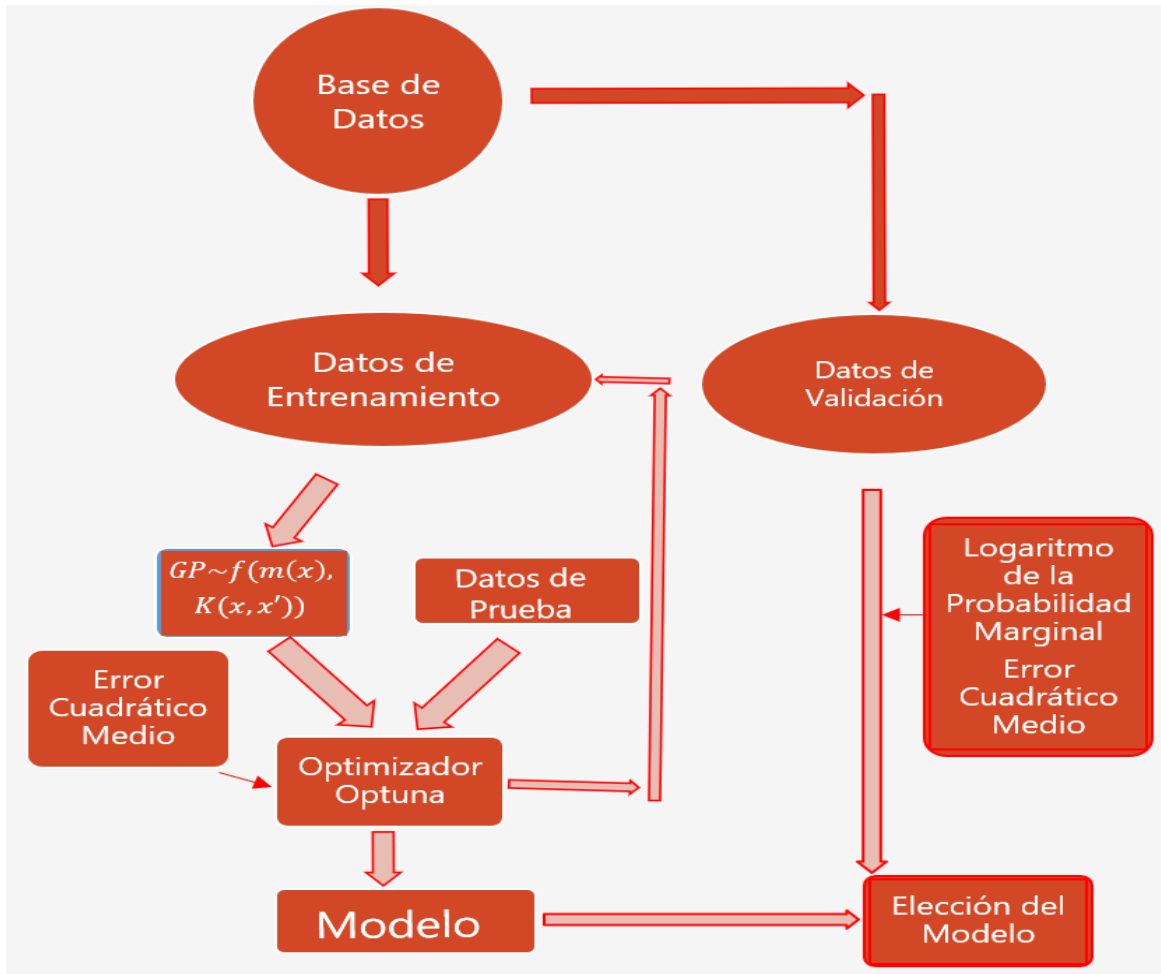 Base de
Datos
Datos de
Entrenamiento
Datos de
Validación
GP~f(m(x),
K(x,x′))
Datos de
Prueba
Logaritmo
de la
Probabilidad
Marginal
Error
Cuadrático
Medio
Error
Cuadrático
Medio
Optimizador
Optuna
Modelo
Elección del
Modelo